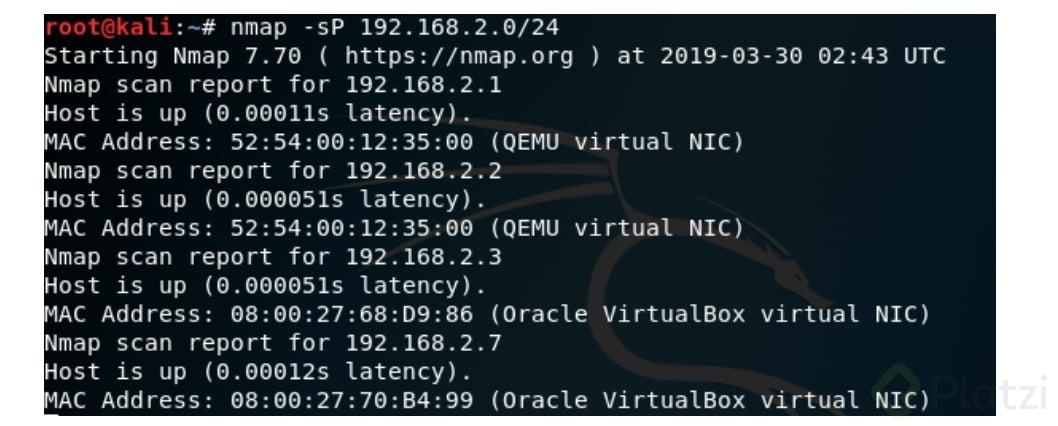 root@kali:~# nmap -sP 192.168.2.0/24
Starting Nmap 7.70 ( https://nmap.org ) at 2019-03-30 02:43 UTC
Nmap scan report for 192.168.2.1
Host is up (0.00011s latency).
MAC Address: 52:54:00:12:35:00 (QEMU virtual NIC)
Nmap scan report for 192.168.2.2
Host is up (0.000051s latency).
MAC Address: 52:54:00:12:35:00 (QEMU virtual NIC)
Nmap scan report for 192.168.2.3
Host is up (0.000051s latency).
MAC Address: 08:00:27:68:D9:86 (Oracle VirtualBox virtual NIC)
Nmap scan report for 192.168.2.7
Host is up (0.00012s latency).
MAC Address: 08:00:27:70:B4:99 (Oracle VirtualBox virtual NIC)
Platzi